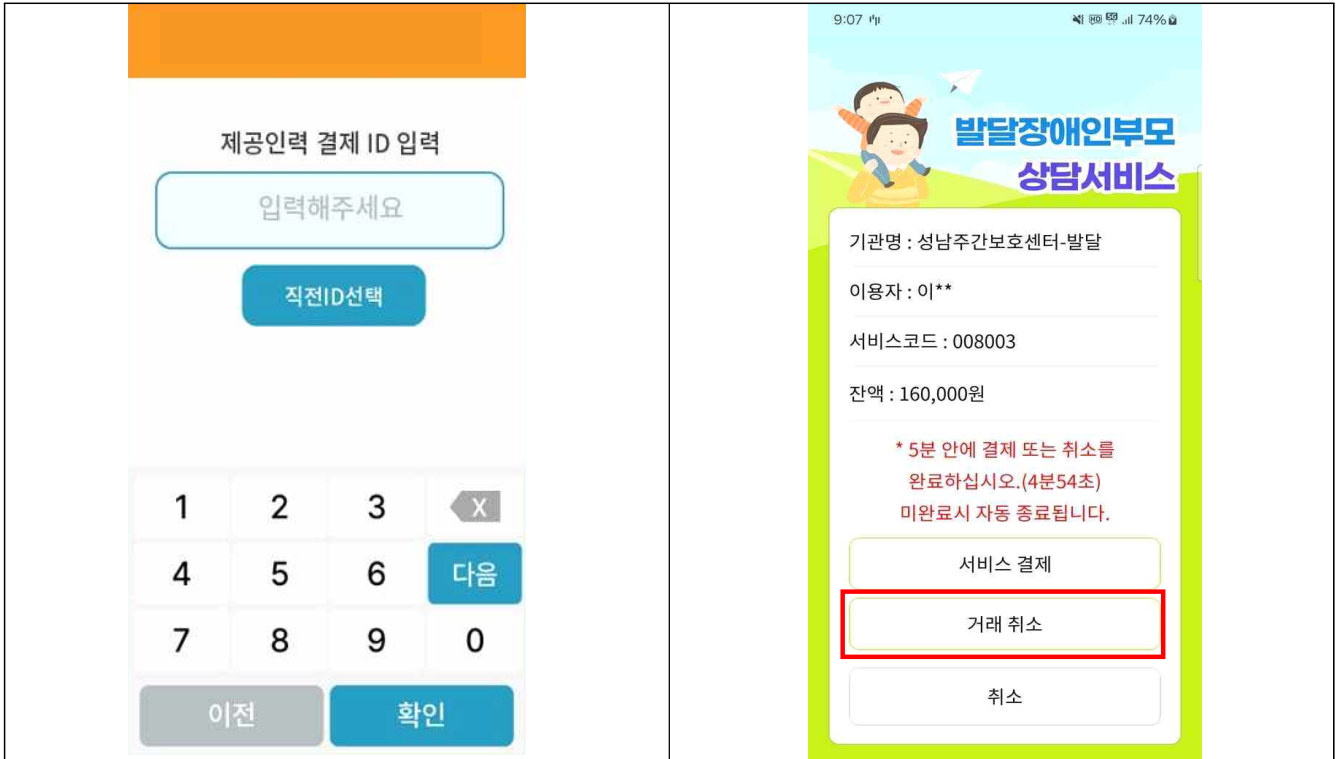 제공인력 결제 ID 입력
입력해주세요
직전ID선택
1 2 3 X
4 5 6 다음
7 8 9 0
이전 확인
9:07 HD 5G 74%
발달장애인부모
상담서비스
기관명 : 성남주간보호센터-발달
이용자 : 이**
서비스코드 : 008003
잔액 : 160,000원
* 5분 안에 결제 또는 취소를
완료하십시오.(4분54초)
미완료시 자동 종료됩니다.
서비스 결제
거래 취소
취소